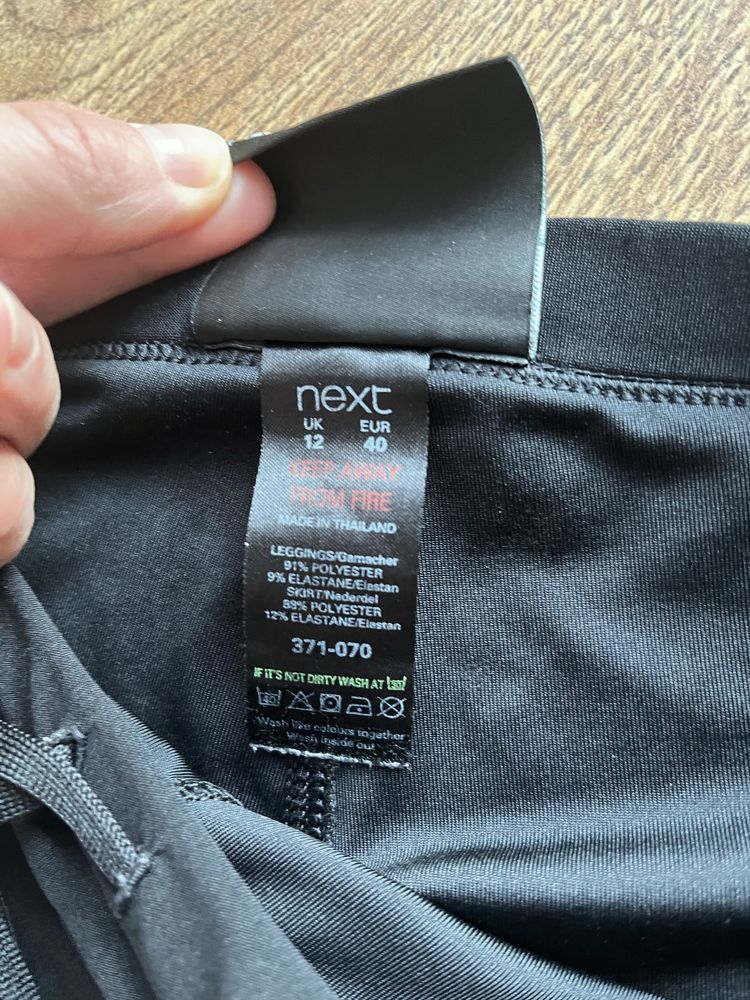 next
UK EUR
12 40
KEEP AWAY
FROM FIRE
MADE IN THAILAND
LEGGINGS/Gamacher
91% POLYESTER
9% ELASTANE/Elastan
SKIRT/Nederdel
88% POLYESTER
12% ELASTANE/Elastan
371-070
IF IT'S NOT DIRTY WASH AT 30°
Wash like colours together
Wash inside out